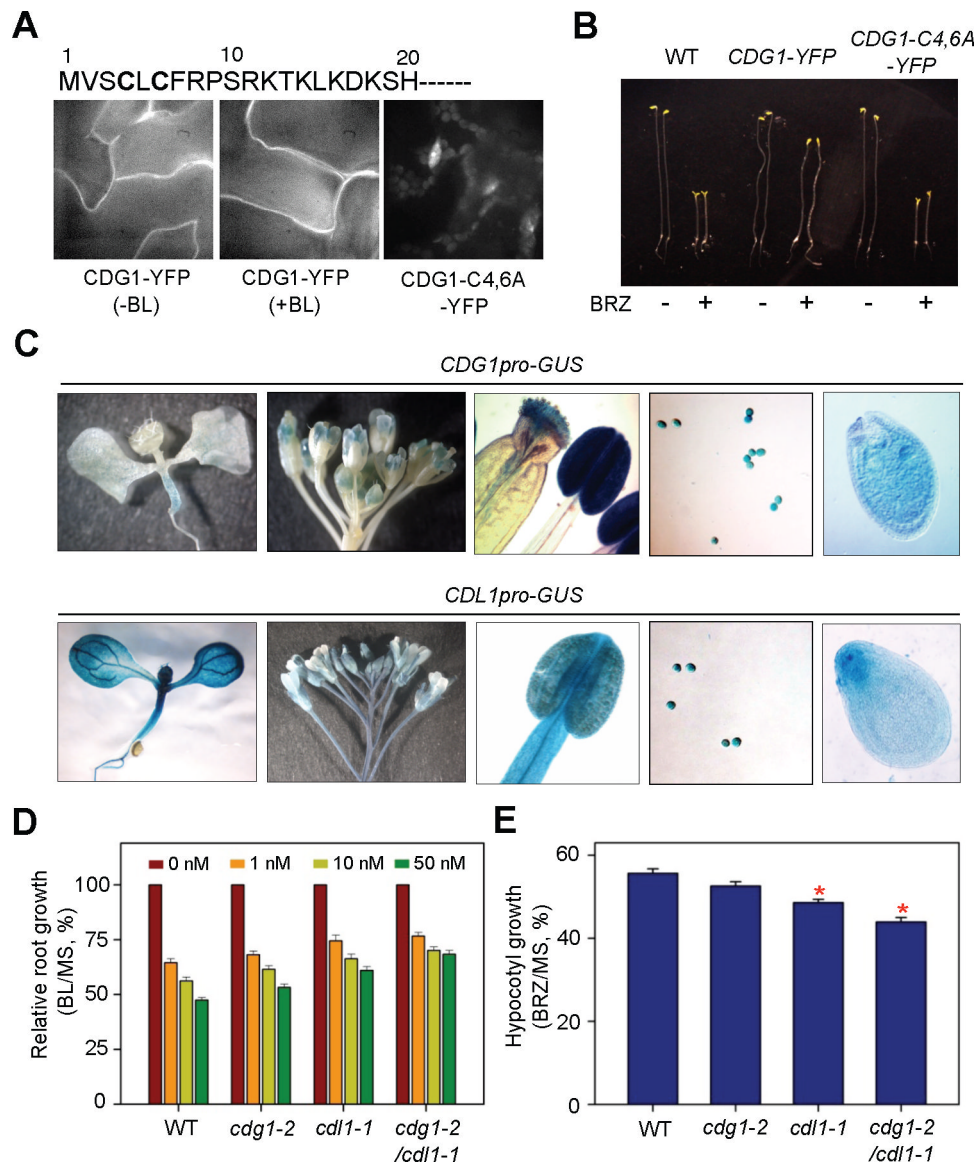 A
1 10 20
MVSCLCFRPSRKTKLKDKSH------
CDG1-YFP
(-BL)
CDG1-YFP
(+BL)
CDG1-C4,6A
-YFP
B
WT CDG1-YFP CDG1-C4,6A
-YFP
BRZ - + - + - +
C
CDG1pro-GUS
CDL1pro-GUS
D
Relative root growth
(BL/MS, %)
100
75
50
25
0
0 nM 1 nM 10 nM 50 nM
WT cdg1-2 cdl1-1 cdg1-2
/cdl1-1
E
Hypocotyl growth
(BRZ/MS, %)
60
40
20
0
* *
WT cdg1-2 cdl1-1 cdg1-2
/cdl1-1